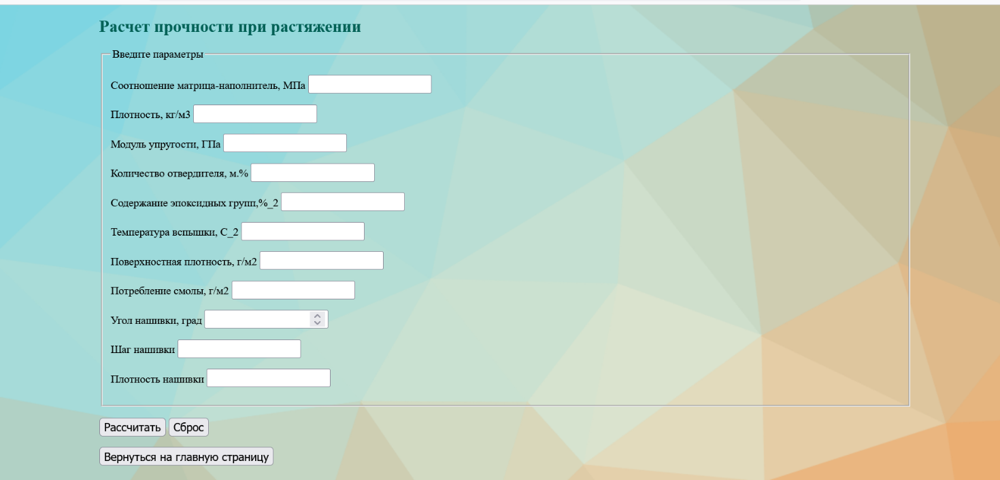 Расчет прочности при растяжении
Введите параметры
Соотношение матрица-наполнитель, МПа
Плотность, кг/м3
Модуль упругости, ГПа
Количество отвердителя, м.%
Содержание эпоксидных групп,%_2
Температура вспышки, С_2
Поверхностная плотность, г/м2
Потребление смолы, г/м2
Угол нашивки, град
Шаг нашивки
Плотность нашивки
Рассчитать Сброс
Вернуться на главную страницу